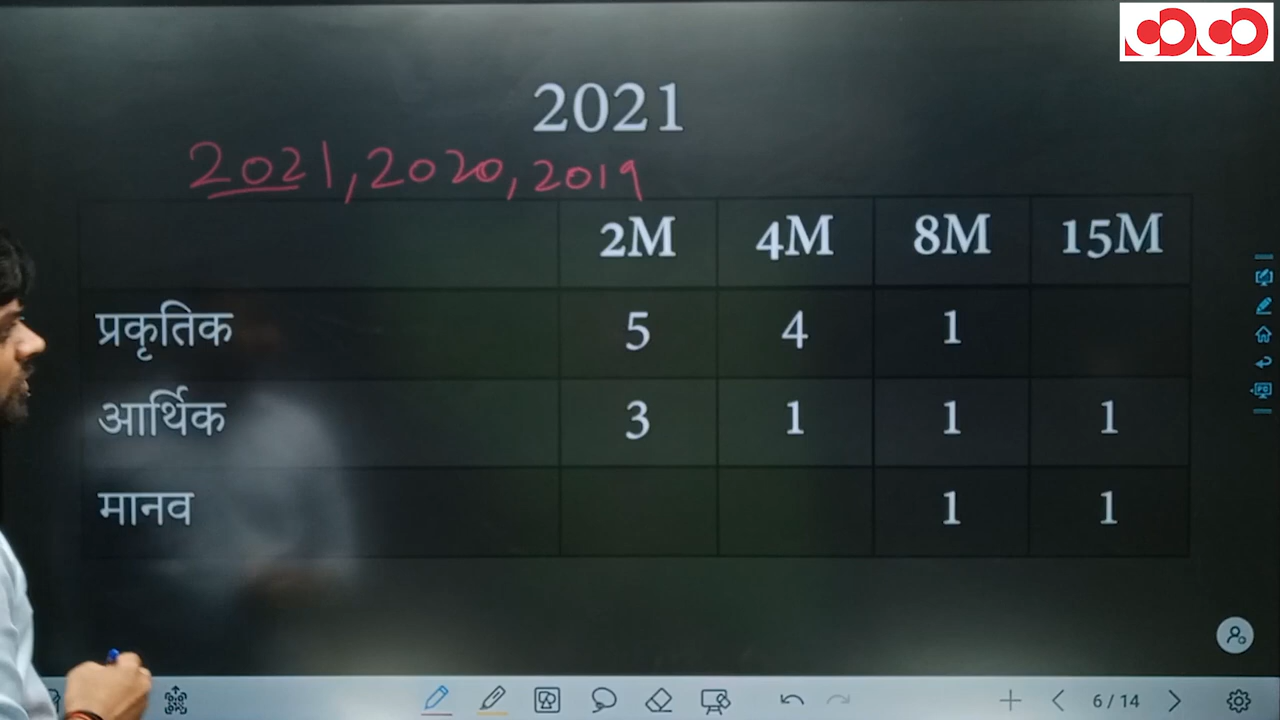 2021
2021, 2020, 2019
2M 4M 8M 15M
प्रकृतिक 5 4 1
आर्थिक 3 1 1 1
मानव 1 1
6 / 14